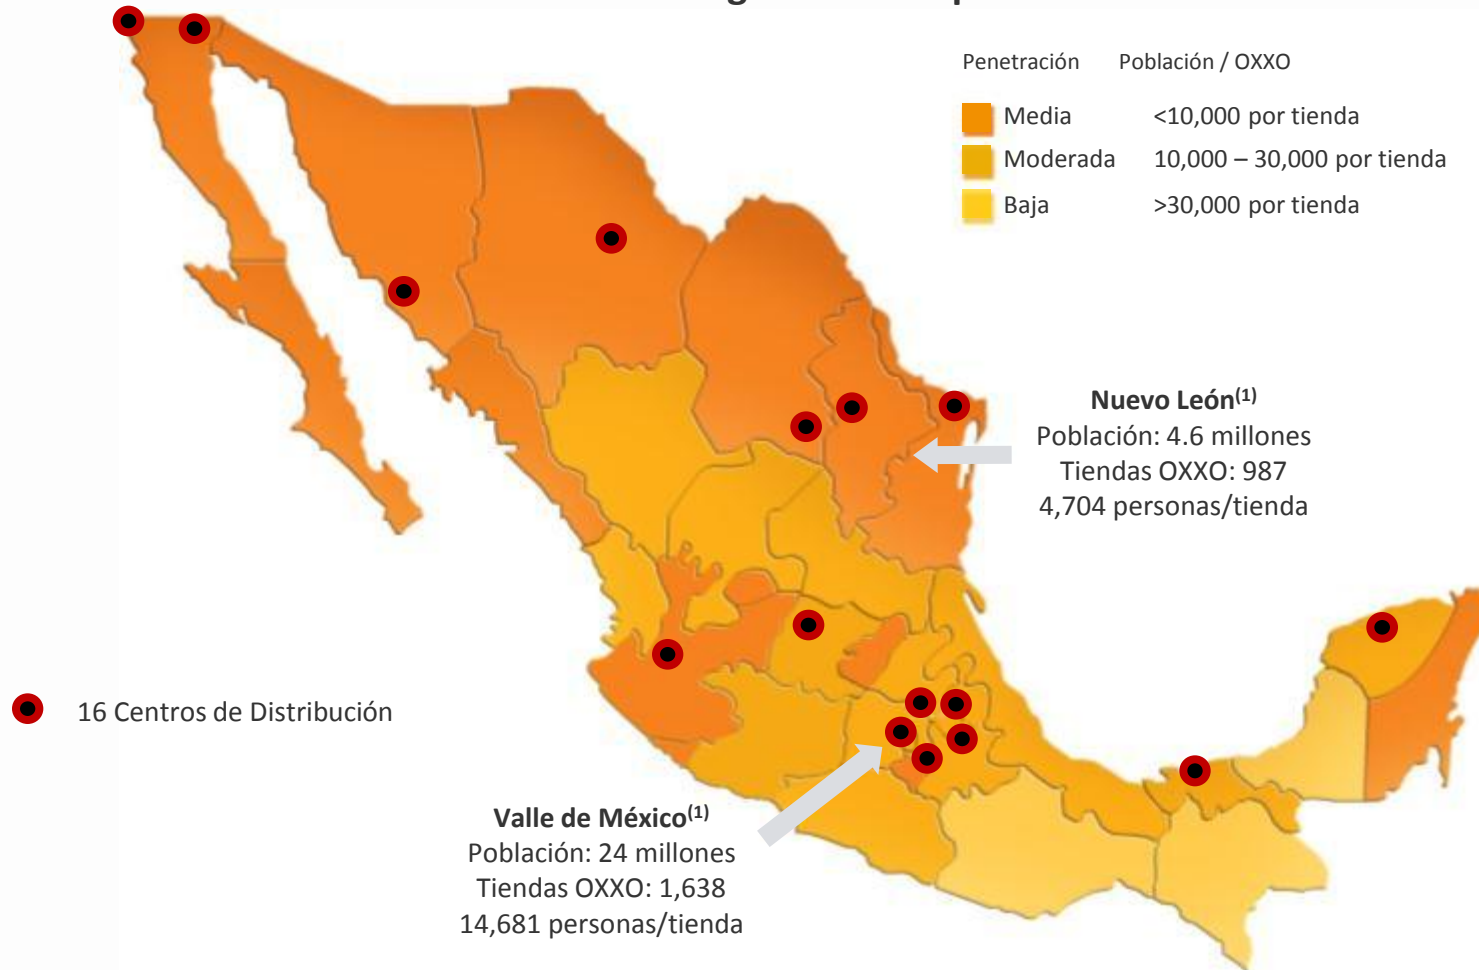 Penetración Población / OXXO
Media <10,000 por tienda
Moderada 10,000 – 30,000 por tienda
Baja >30,000 por tienda
Nuevo León(1)
Población: 4.6 millones
Tiendas OXXO: 987
4,704 personas/tienda
16 Centros de Distribución
Valle de México(1)
Población: 24 millones
Tiendas OXXO: 1,638
14,681 personas/tienda